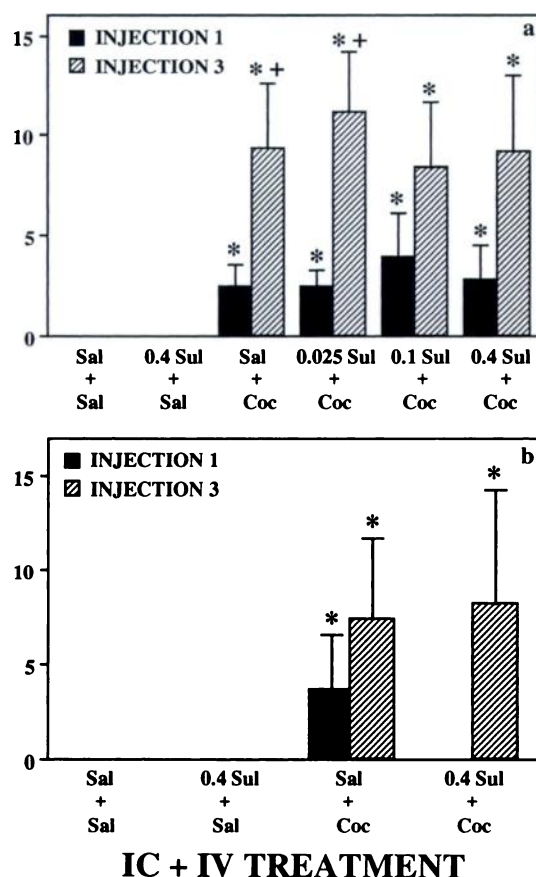 a
INJECTION 1
INJECTION 3
15
10
5
0
* * + * * + * * * *
Sal 0.4 Sul Sal 0.025 Sul 0.1 Sul 0.4 Sul
+ + + + + +
Sal Sal Coc Coc Coc Coc
b
INJECTION 1
INJECTION 3
15
10
5
0
* * *
Sal 0.4 Sul Sal 0.4 Sul
+ + + +
Sal Sal Coc Coc
IC + IV TREATMENT